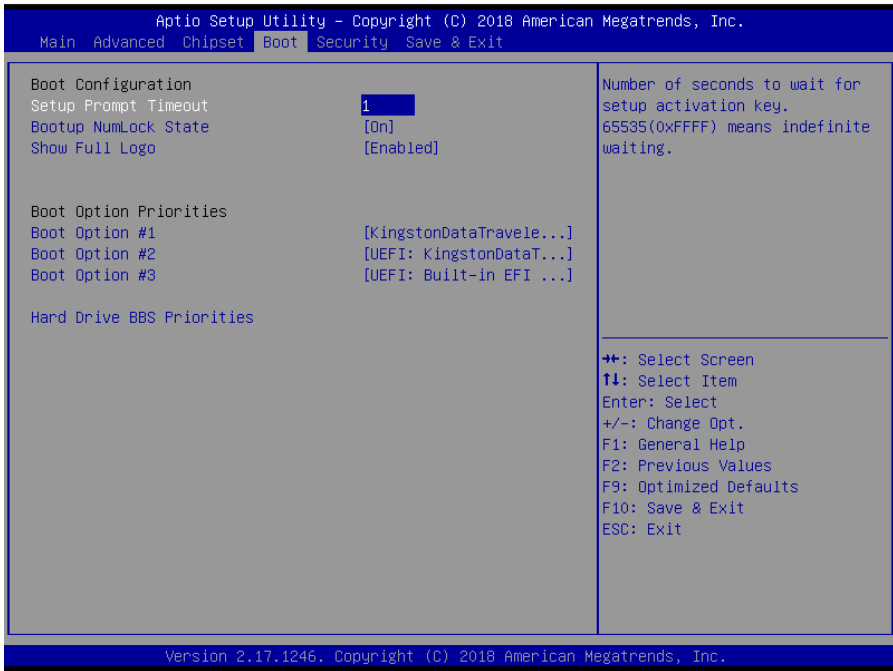 Aptio Setup Utility – Copyright (C) 2018 American Megatrends, Inc.
Main Advanced Chipset Boot Security Save & Exit
Boot Configuration
Setup Prompt Timeout 1
Bootup NumLock State [On]
Show Full Logo [Enabled]
Boot Option Priorities
Boot Option #1 [KingstonDataTravele...]
Boot Option #2 [UEFI: KingstonDataT...]
Boot Option #3 [UEFI: Built-in EFI ...]
Hard Drive BBS Priorities
Number of seconds to wait for
setup activation key.
65535(0xFFFF) means indefinite
waiting.
→←: Select Screen
↑↓: Select Item
Enter: Select
+/-: Change Opt.
F1: General Help
F2: Previous Values
F9: Optimized Defaults
F10: Save & Exit
ESC: Exit
Version 2.17.1246. Copyright (C) 2018 American Megatrends, Inc.